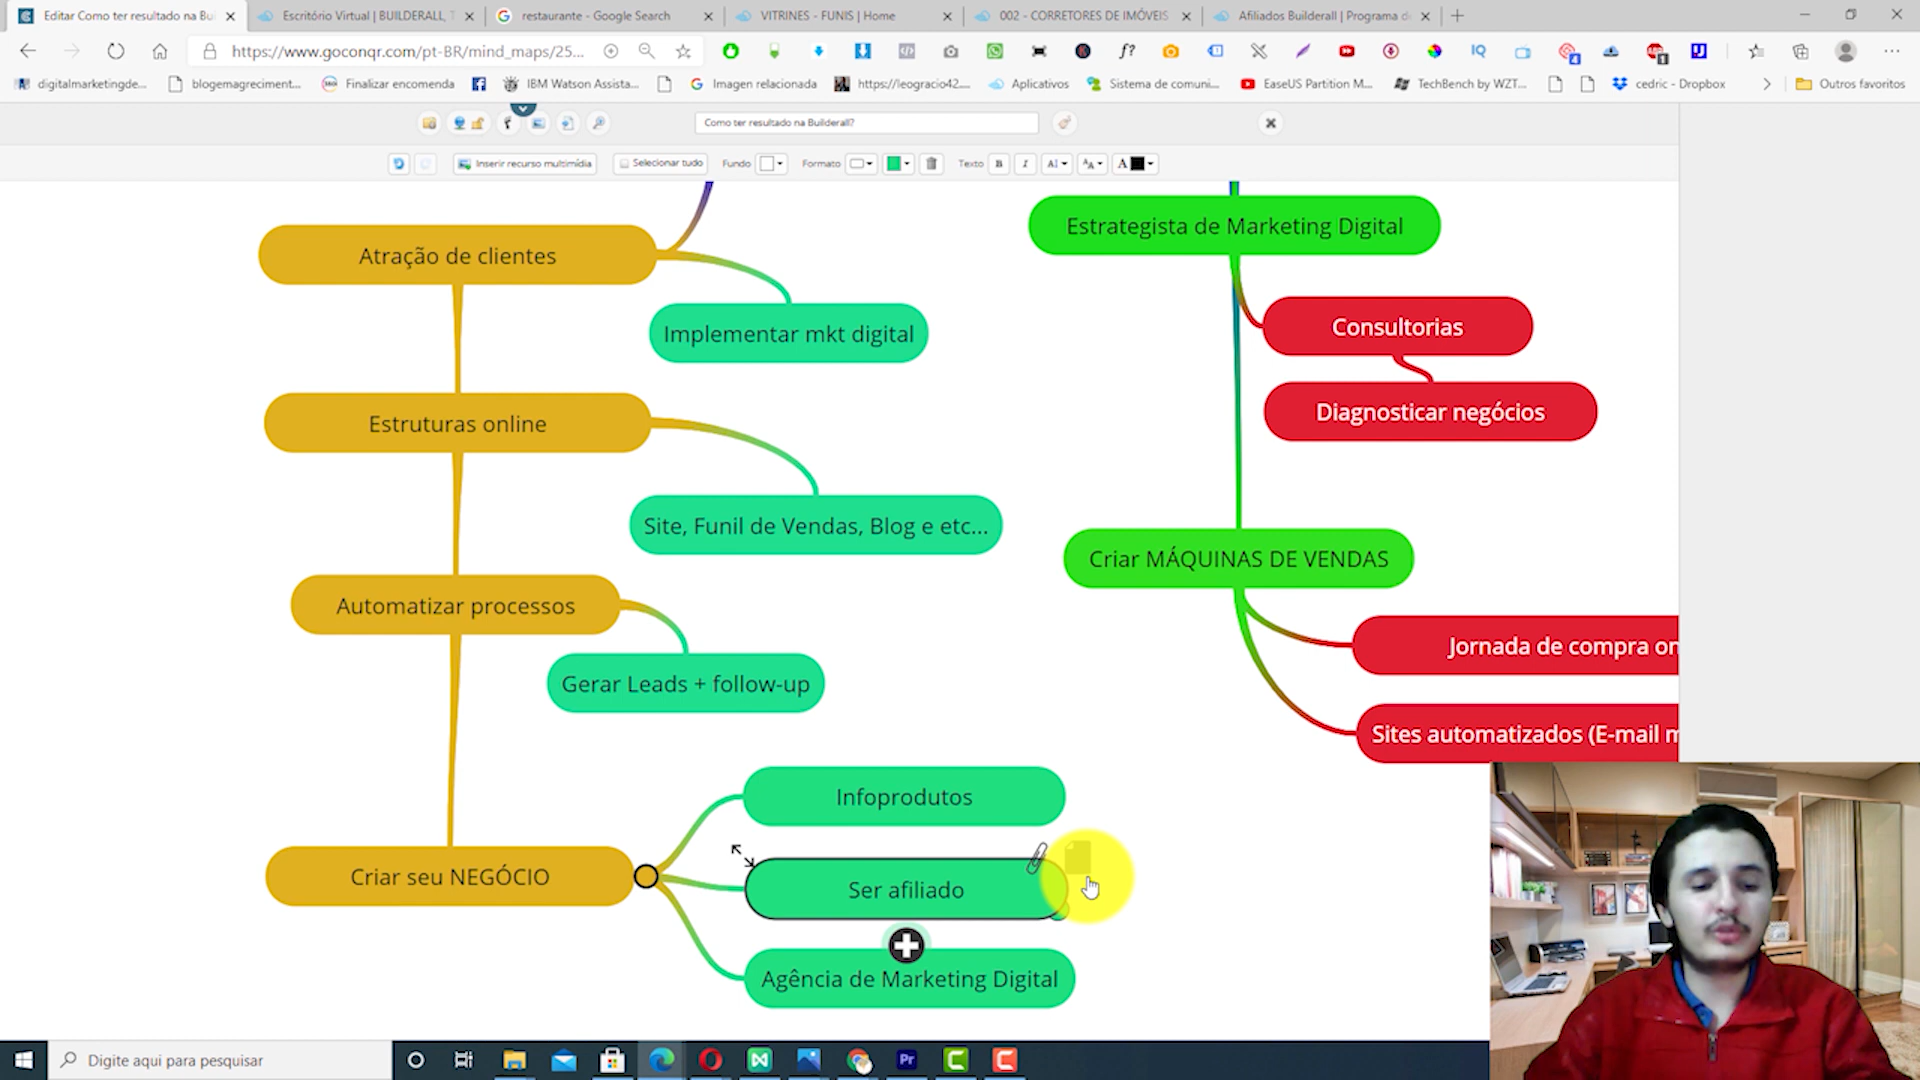 Editar Como ter resultado na Bui
Escritório Virtual | BUILDERALL, T
restaurante - Google Search
VITRINES - FUNIS | Home
002 - CORRETORES DE IMÓVEIS
Afiliados Builderall | Programa de
https://www.goconqr.com/pt-BR/mind_maps/25...
f?
IQ
digitalmarketingde...
blogemagreciment...
Finalizar encomenda
IBM Watson Assista...
Imagen relacionada
https://leogracio42....
Aplicativos
Sistema de comuni...
EaseUS Partition M...
TechBench by WZT...
cedric - Dropbox
Outros favoritos
Como ter resultado na Builderall?
Inserir recurso multimídia
Selecionar tudo
Fundo
Formato
Texto
B
I
AI
A
Estrategista de Marketing Digital
Atração de clientes
Consultorias
Implementar mkt digital
Diagnosticar negócios
Estruturas online
Site, Funil de Vendas, Blog e etc...
Criar MÁQUINAS DE VENDAS
Automatizar processos
Jornada de compra on
Gerar Leads + follow-up
Sites automatizados (E-mail m
Infoprodutos
Criar seu NEGÓCIO
Ser afiliado
Agência de Marketing Digital
Digite aqui para pesquisar
Pr